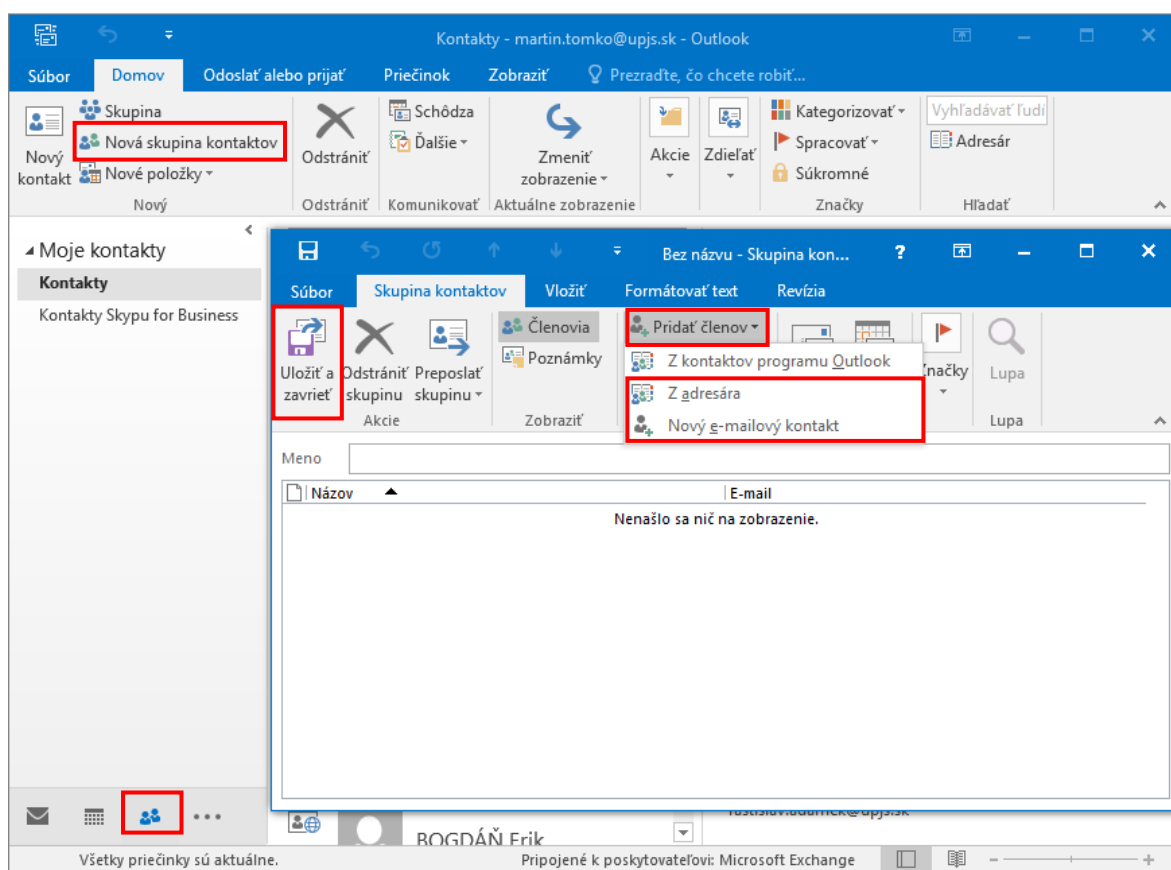 Kontakty - martin.tomko@upjs.sk - Outlook
Súbor Domov Odoslať alebo prijať Priečinok Zobraziť Prezraďte, čo chcete robiť...
Nový kontakt
Skupina
Nová skupina kontaktov
Nové položky
Nový
Odstrániť
Odstrániť
Schôdza
Ďalšie
Komunikovať
Zmeniť
zobrazenie
Aktuálne zobrazenie
Akcie
Zdieľať
Kategorizovať
Spracovať
Súkromné
Značky
Vyhľadávať ľudí
Adresár
Hľadať
Moje kontakty
Kontakty
Kontakty Skypu for Business
Bez názvu - Skupina kon... ?
Súbor Skupina kontaktov Vložiť Formátovať text Revízia
Uložiť a
zavrieť
Odstrániť
skupinu
Preposlať
skupinu
Akcie
Členovia
Poznámky
Zobraziť
Pridať členov
Z kontaktov programu Outlook
Z adresára
Nový e-mailový kontakt
Lupa
Lupa
Meno
Názov E-mail
Nenašlo sa nič na zobrazenie.
BOGDÁŇ Erik
Všetky priečinky sú aktuálne. Pripojené k poskytovateľovi: Microsoft Exchange